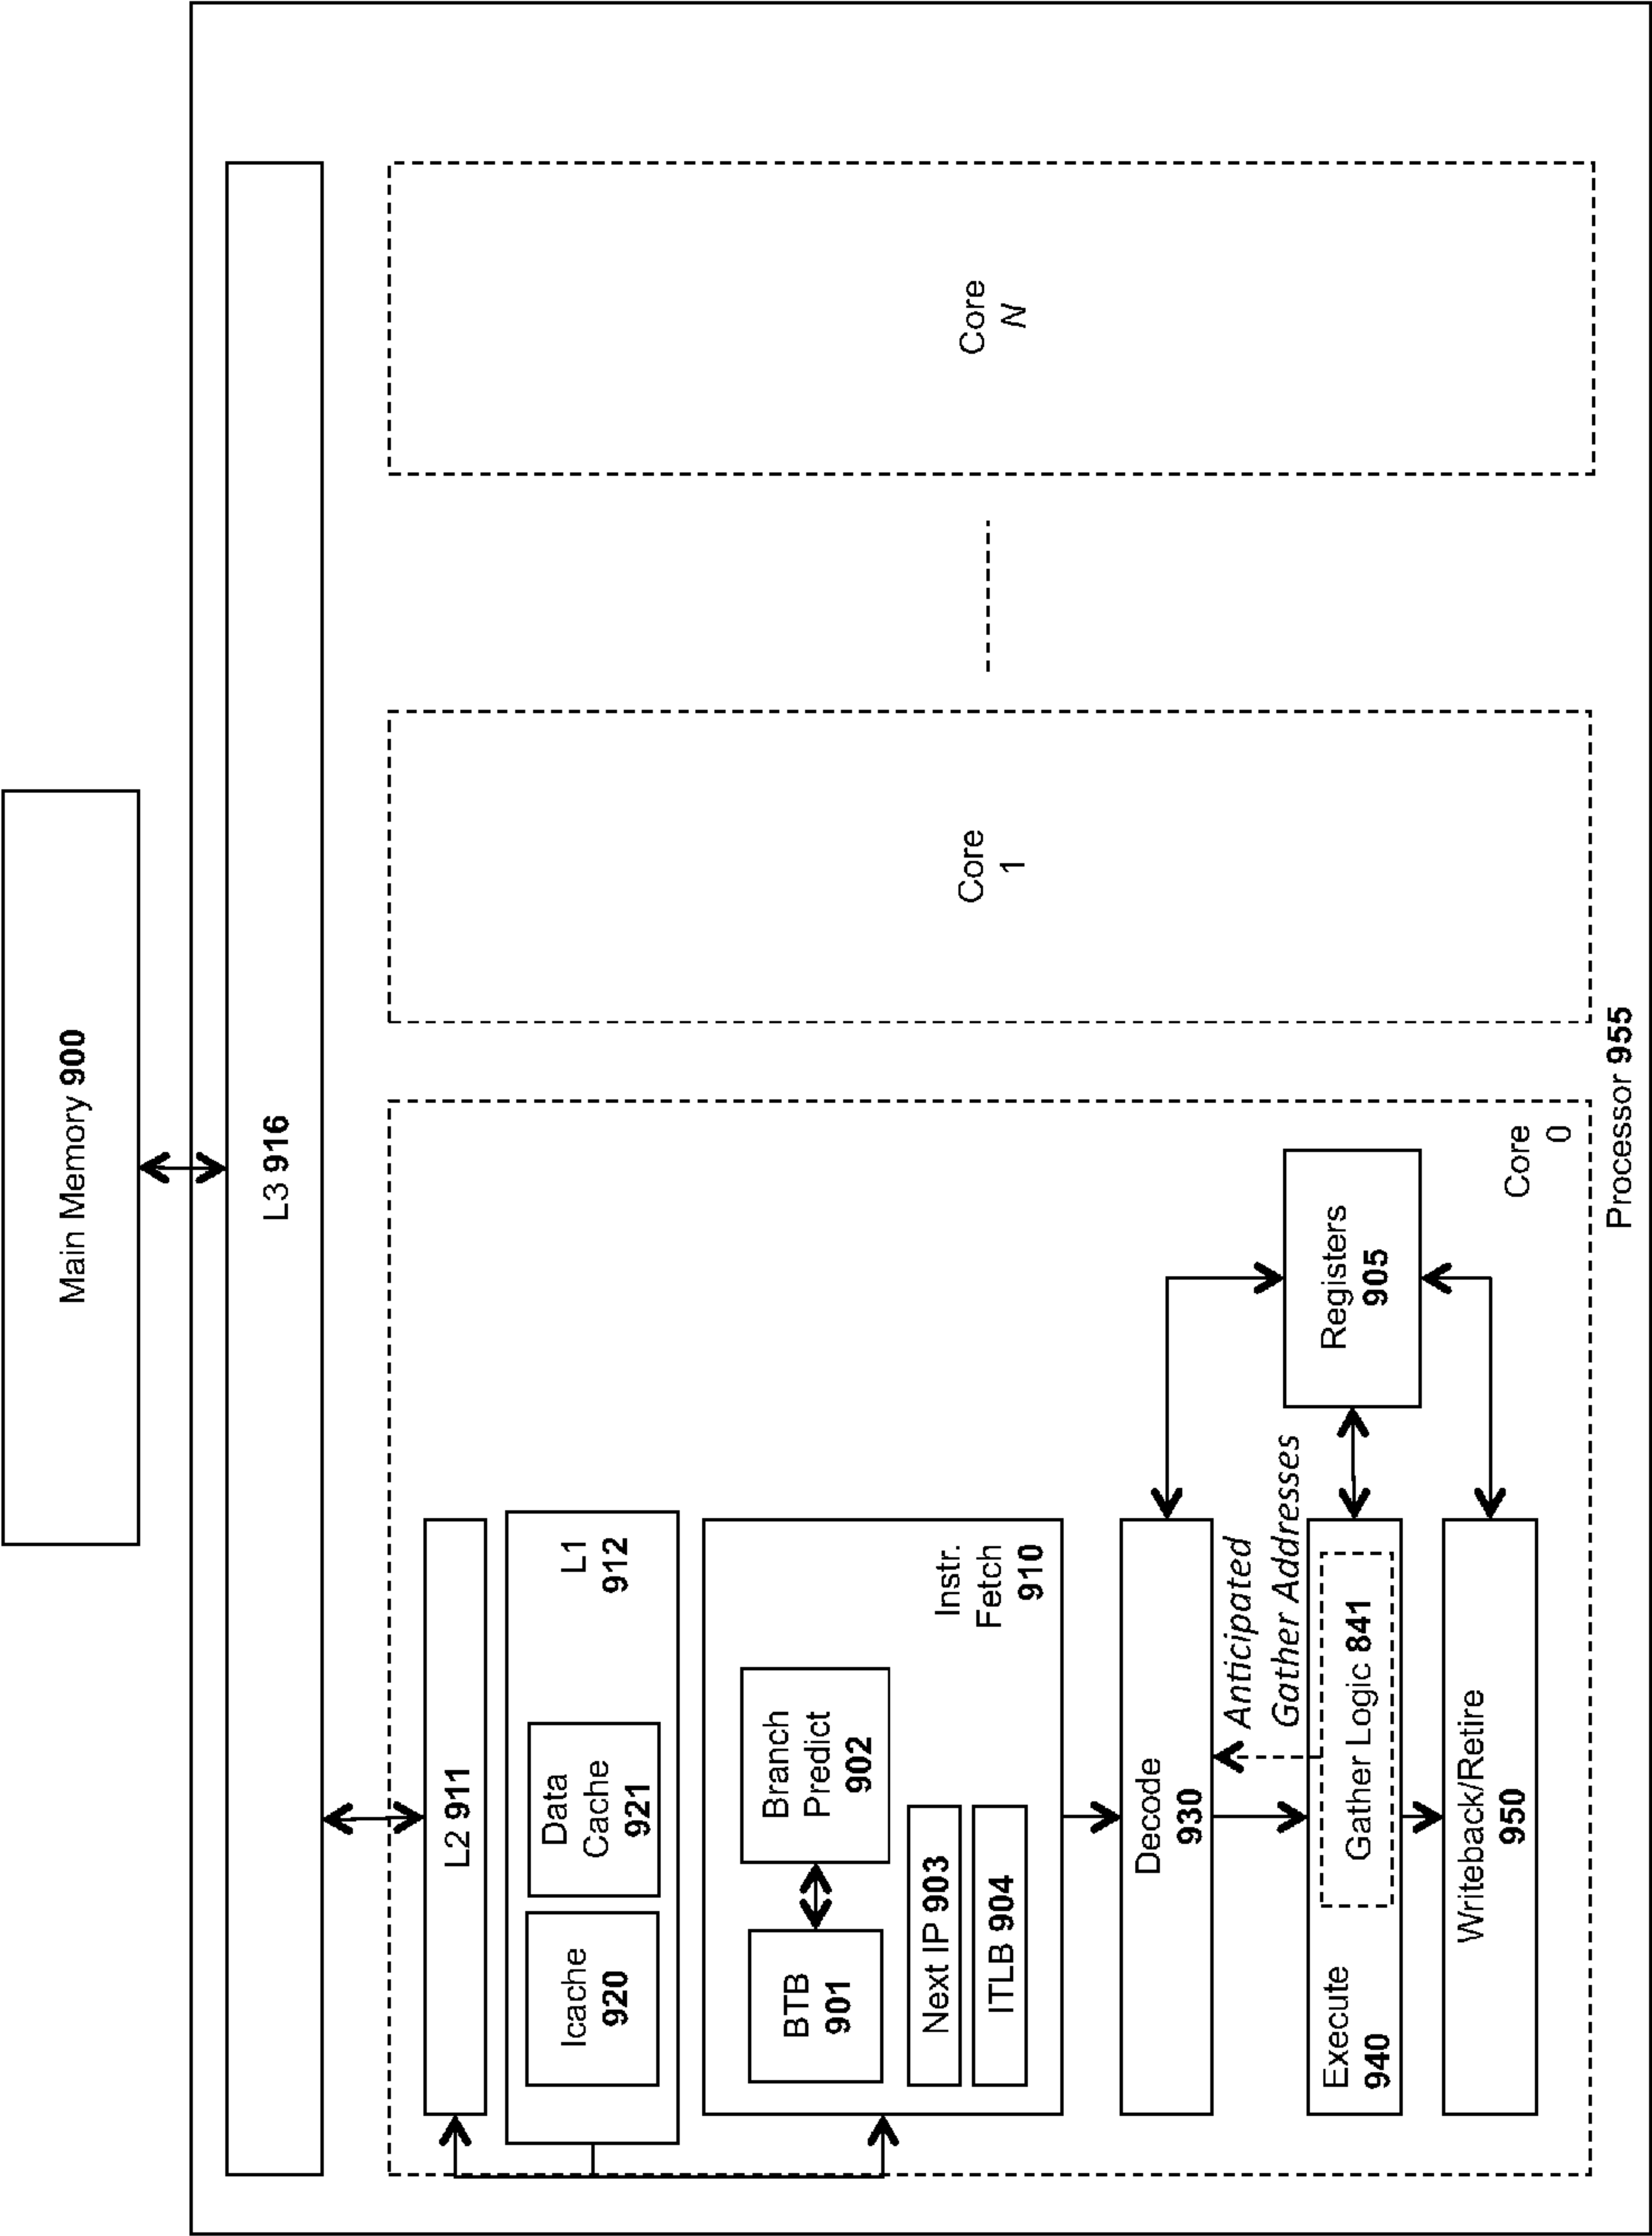 Main Memory 900
L3 916
L2 911
Icache
920
Data
Cache
921
L1
912
BTB
901
Branch
Predict
902
Next IP 903
ITLB 904
Instr.
Fetch
910
Decode
930
Anticipated
Gather Addresses
Execute
940
Gather Logic 841
Registers
905
Writeback/Retire
950
Core
0
Core
1
Core
N
Processor 955